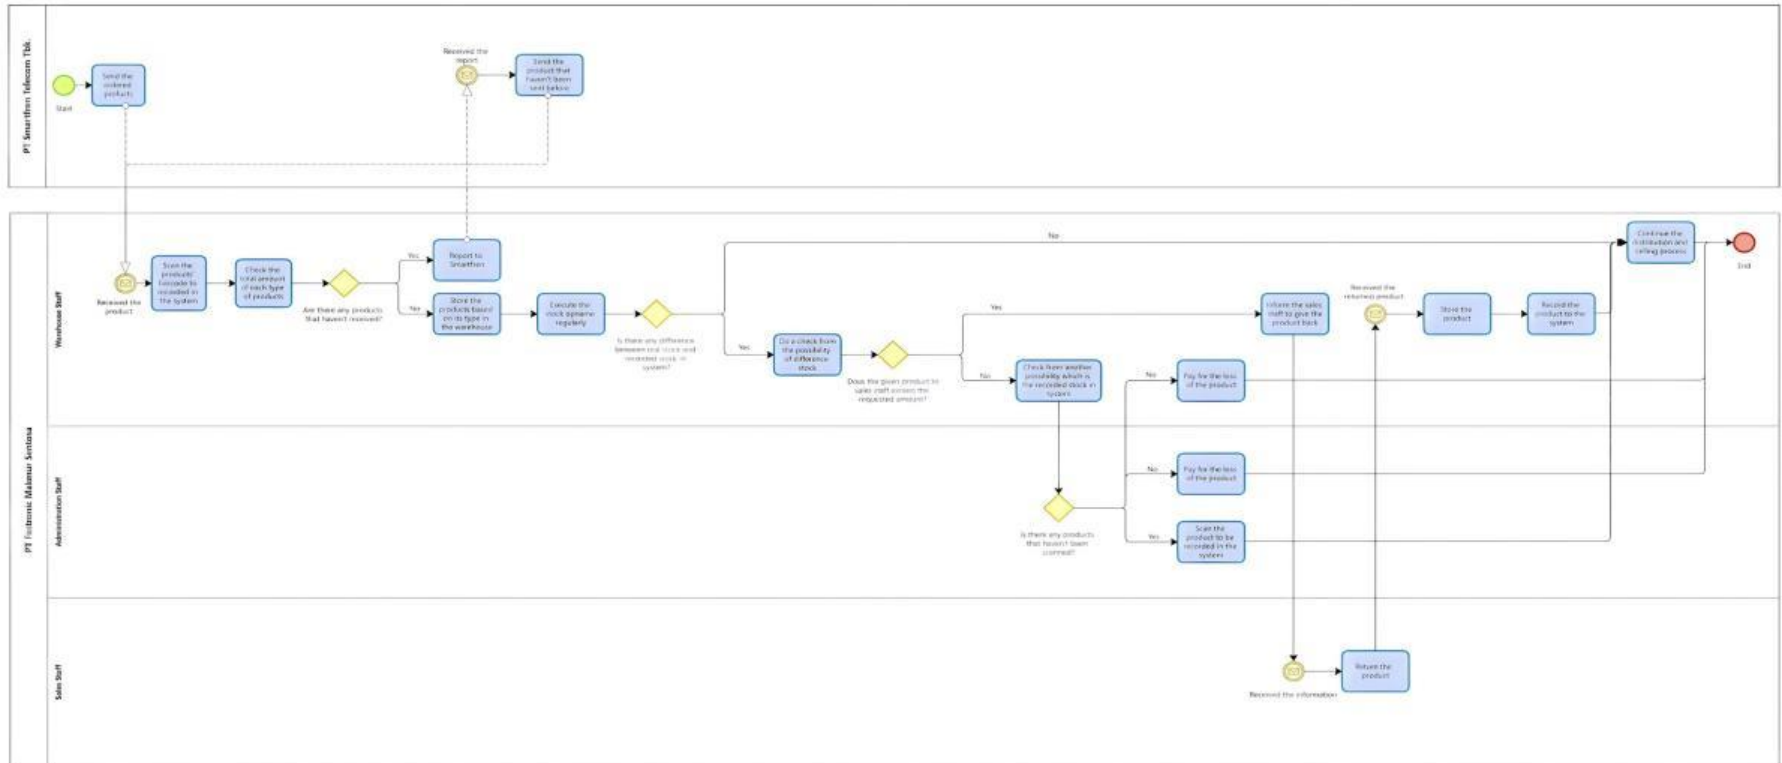 PT Smartfren Telecom Tbk.
Start
Send the
ordered
products
Received the
report
Send the
product that
haven't been
sent before
PT Fastronic Makmur Sentosa
Warehouse Staff
Received the
product
Scan the
products'
barcode to
recorded in
the system
Check the
total amount
of each type
of products
Are there any products
that haven't received?
Yes
Report to
Smartfren
No
Store the
products based
on its type in
the warehouse
Execute the
stock opname
regularly
Is there any difference
between real stock and
recorded stock in
system?
No
Yes
Do a check from
the possibility
of difference
stock
Does the given product to
sales staff exceeds the
requested amount?
Yes
No
Check from another
possibility which is
the recorded stock in
system
Inform the sales
staff to give the
product back
Received the
returned product
Store the
product
Record the
product to the
system
Continue the
distribution and
selling process
End
No
Pay for the loss
of the product
Administration Staff
Is there any products
that haven't been
scanned?
No
Pay for the loss
of the product
Yes
Scan the
product to be
recorded in the
system
Sales Staff
Received the information
Return the
product